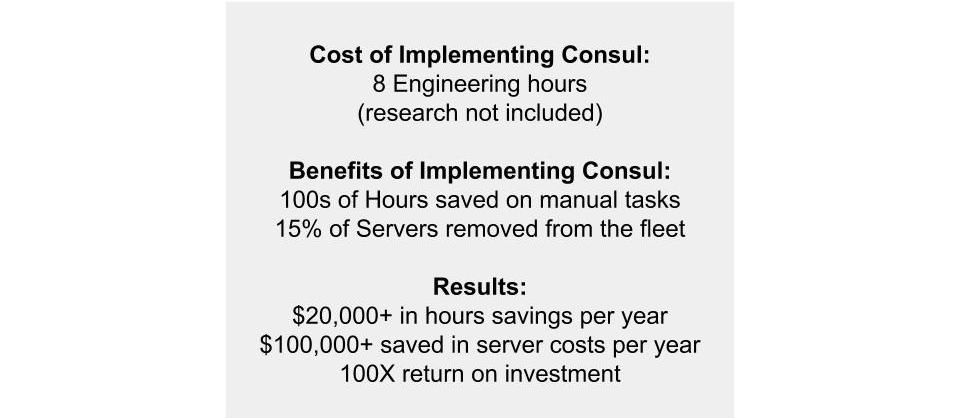 Cost of Implementing Consul:
8 Engineering hours
(research not included)
Benefits of Implementing Consul:
100s of Hours saved on manual tasks
15% of Servers removed from the fleet
Results:
$20,000+ in hours savings per year
$100,000+ saved in server costs per year
100X return on investment